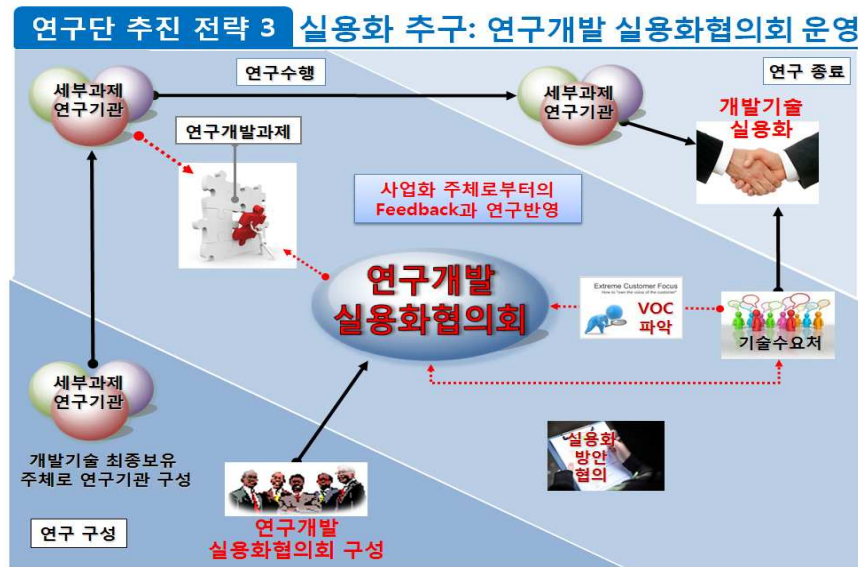 연구단 추진 전략 3
실용화 추구: 연구개발 실용화협의회 운영
연구수행
연구 종료
세부과제
연구기관
세부과제
연구기관
개발기술
실용화
연구개발과제
사업화 주체로부터의
Feedback과 연구반영
연구개발
실용화협의회
Extreme Customer Focus
How to "own the voice of the customer"
VOC
파악
기술수요처
세부과제
연구기관
개발기술 최종보유
주체로 연구기관 구성
실용화
방안
협의
연구개발
실용화협의회 구성
연구 구성